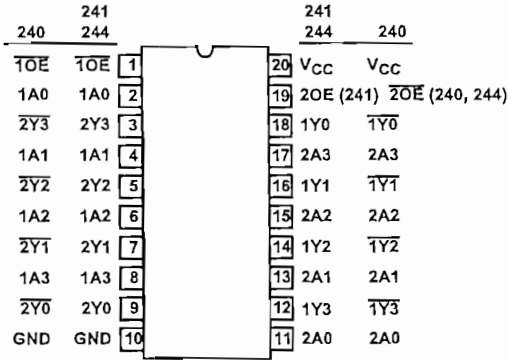 241 241
240 244 244 240
1OE 1OE 1 20 VCC VCC
1A0 1A0 2 19 2OE (241) 2OE (240, 244)
2Y3 2Y3 3 18 1Y0 1Y0
1A1 1A1 4 17 2A3 2A3
2Y2 2Y2 5 16 1Y1 1Y1
1A2 1A2 6 15 2A2 2A2
2Y1 2Y1 7 14 1Y2 1Y2
1A3 1A3 8 13 2A1 2A1
2Y0 2Y0 9 12 1Y3 1Y3
GND GND 10 11 2A0 2A0